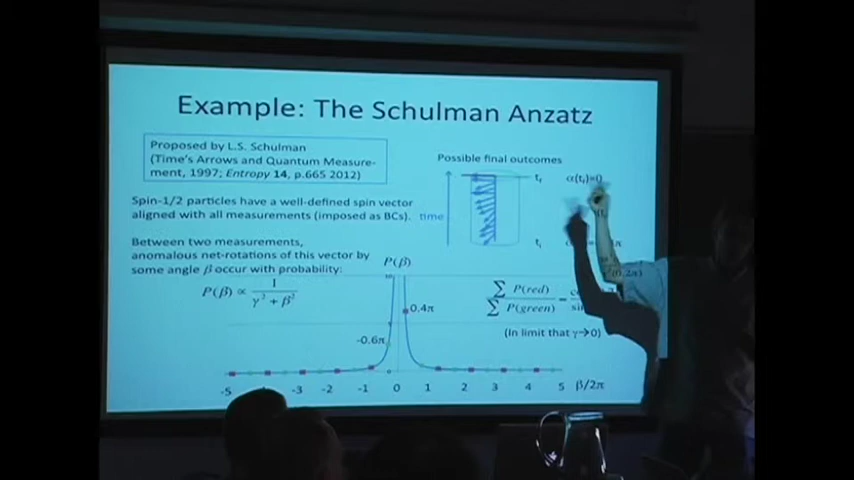 Example: The Schulman Anzatz
Proposed by L.S. Schulman
(Time's Arrows and Quantum Measure-
ment, 1997; Entropy 14, p.665 2012)
Spin-1/2 particles have a well-defined spin vector
aligned with all measurements (imposed as BCs).
Between two measurements,
anomalous net-rotations of this vector by
some angle β occur with probability:
P(β) ∝ 1 / γ² + β²
Possible final outcomes
time
t_f
α(t_f)=0
t_i
P(β)
0.4π
-0.6π
∑ P(red) / ∑ P(green) =
(In limit that γ→0)
-5 -3 -2 -1 0 1 2 3 4 5 β/2π